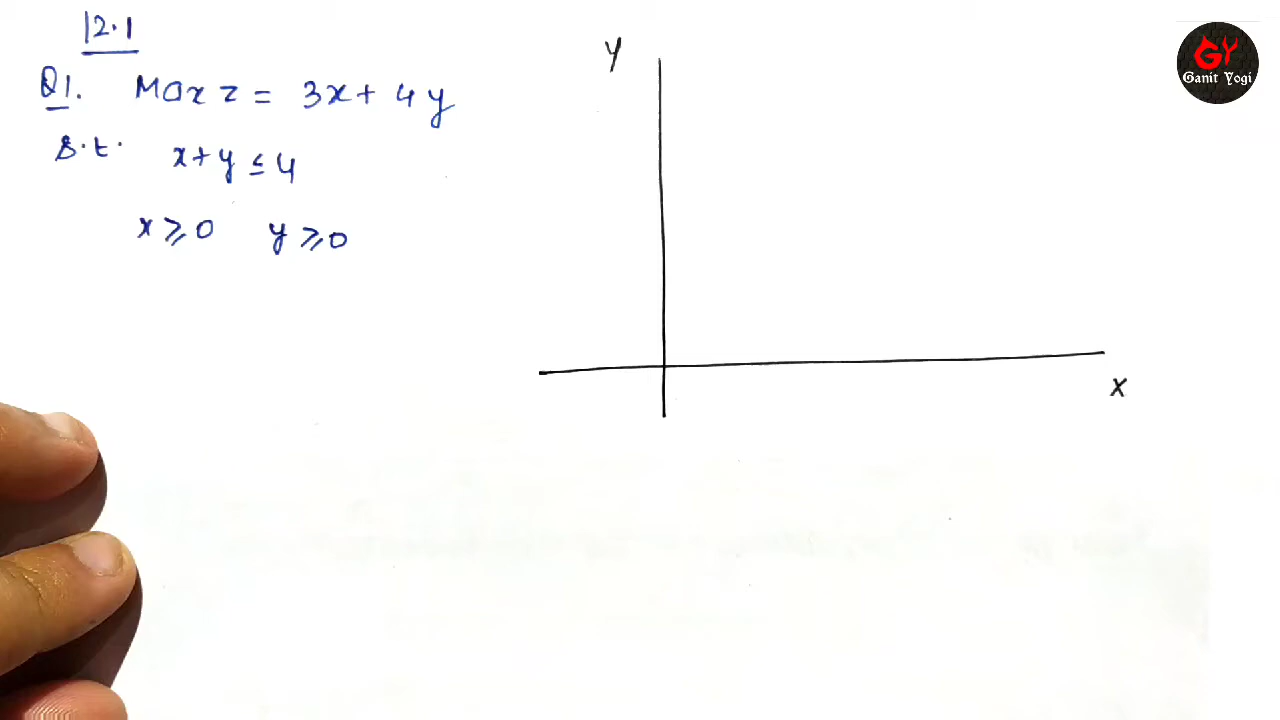 12.1
Q1. Max z = 3x + 4y
s.t. x + y ≤ 4
x ⩾ 0 y ⩾ 0
Y
X
GY
Ganit Yogi